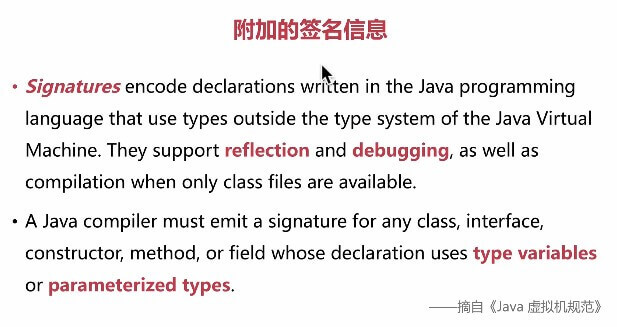 附加的签名信息
• Signatures encode declarations written in the Java programming
language that use types outside the type system of the Java Virtual
Machine. They support reflection and debugging, as well as
compilation when only class files are available.
• A Java compiler must emit a signature for any class, interface,
constructor, method, or field whose declaration uses type variables
or parameterized types.
——摘自《Java 虚拟机规范》